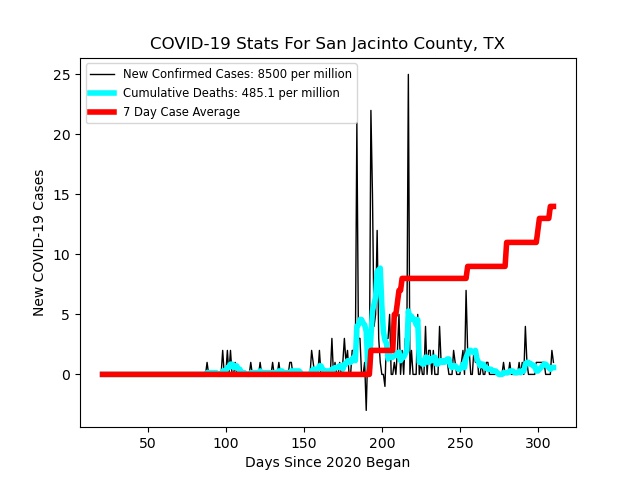 COVID-19 Stats For San Jacinto County, TX
New Confirmed Cases: 8500 per million
Cumulative Deaths: 485.1 per million
7 Day Case Average
New COVID-19 Cases
25
20
15
10
5
0
50 100 150 200 250 300
Days Since 2020 Began